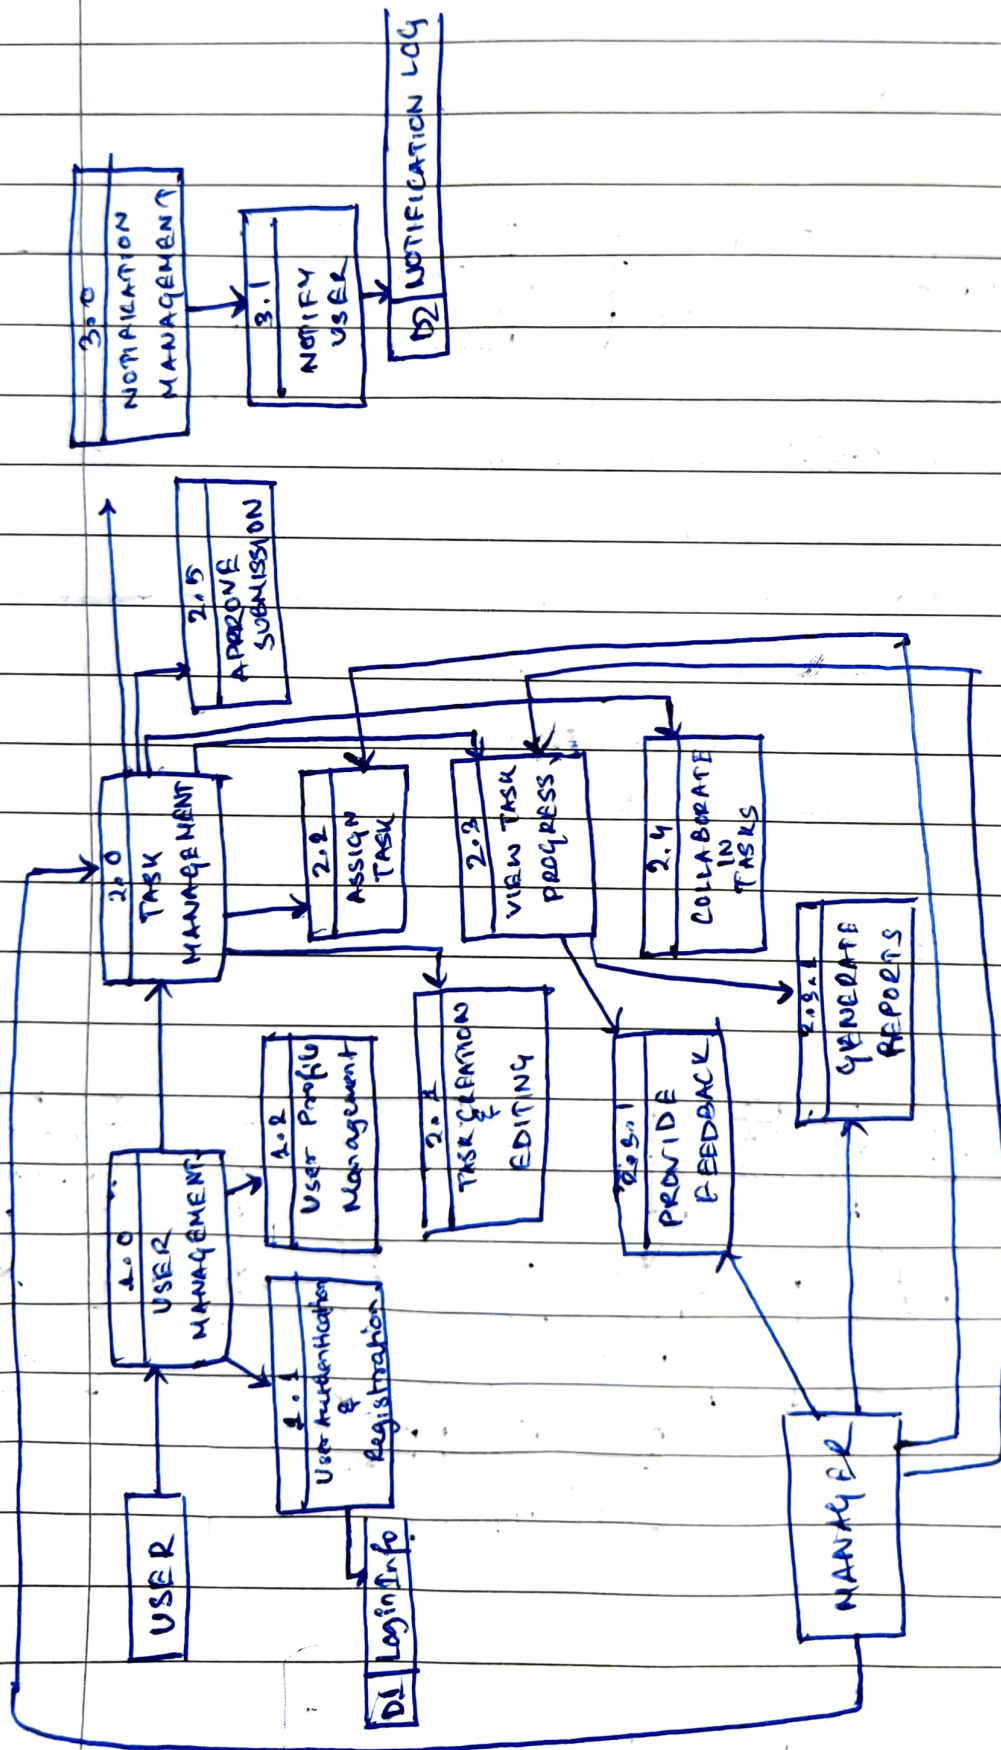 USER
1.0
USER
MANAGEMENT
2.0
TASK
MANAGEMENT
3.0
NOTIFICATION
MANAGEMENT
1.1
User Authentication
&
Registration
1.2
User Profile
Management
2.5
APPROVE
SUBMISSION
3.1
NOTIFY
USER
D1 Login Info
2.2
ASSIGN
TASK
D2 NOTIFICATION LOG
2.1
TASK CREATION
&
EDITING
2.3
VIEW TASK
PROGRESS
2.4
COLLABORATE
IN
TASKS
2.3.1
PROVIDE
FEEDBACK
GENERATE
REPORTS
MANAGER